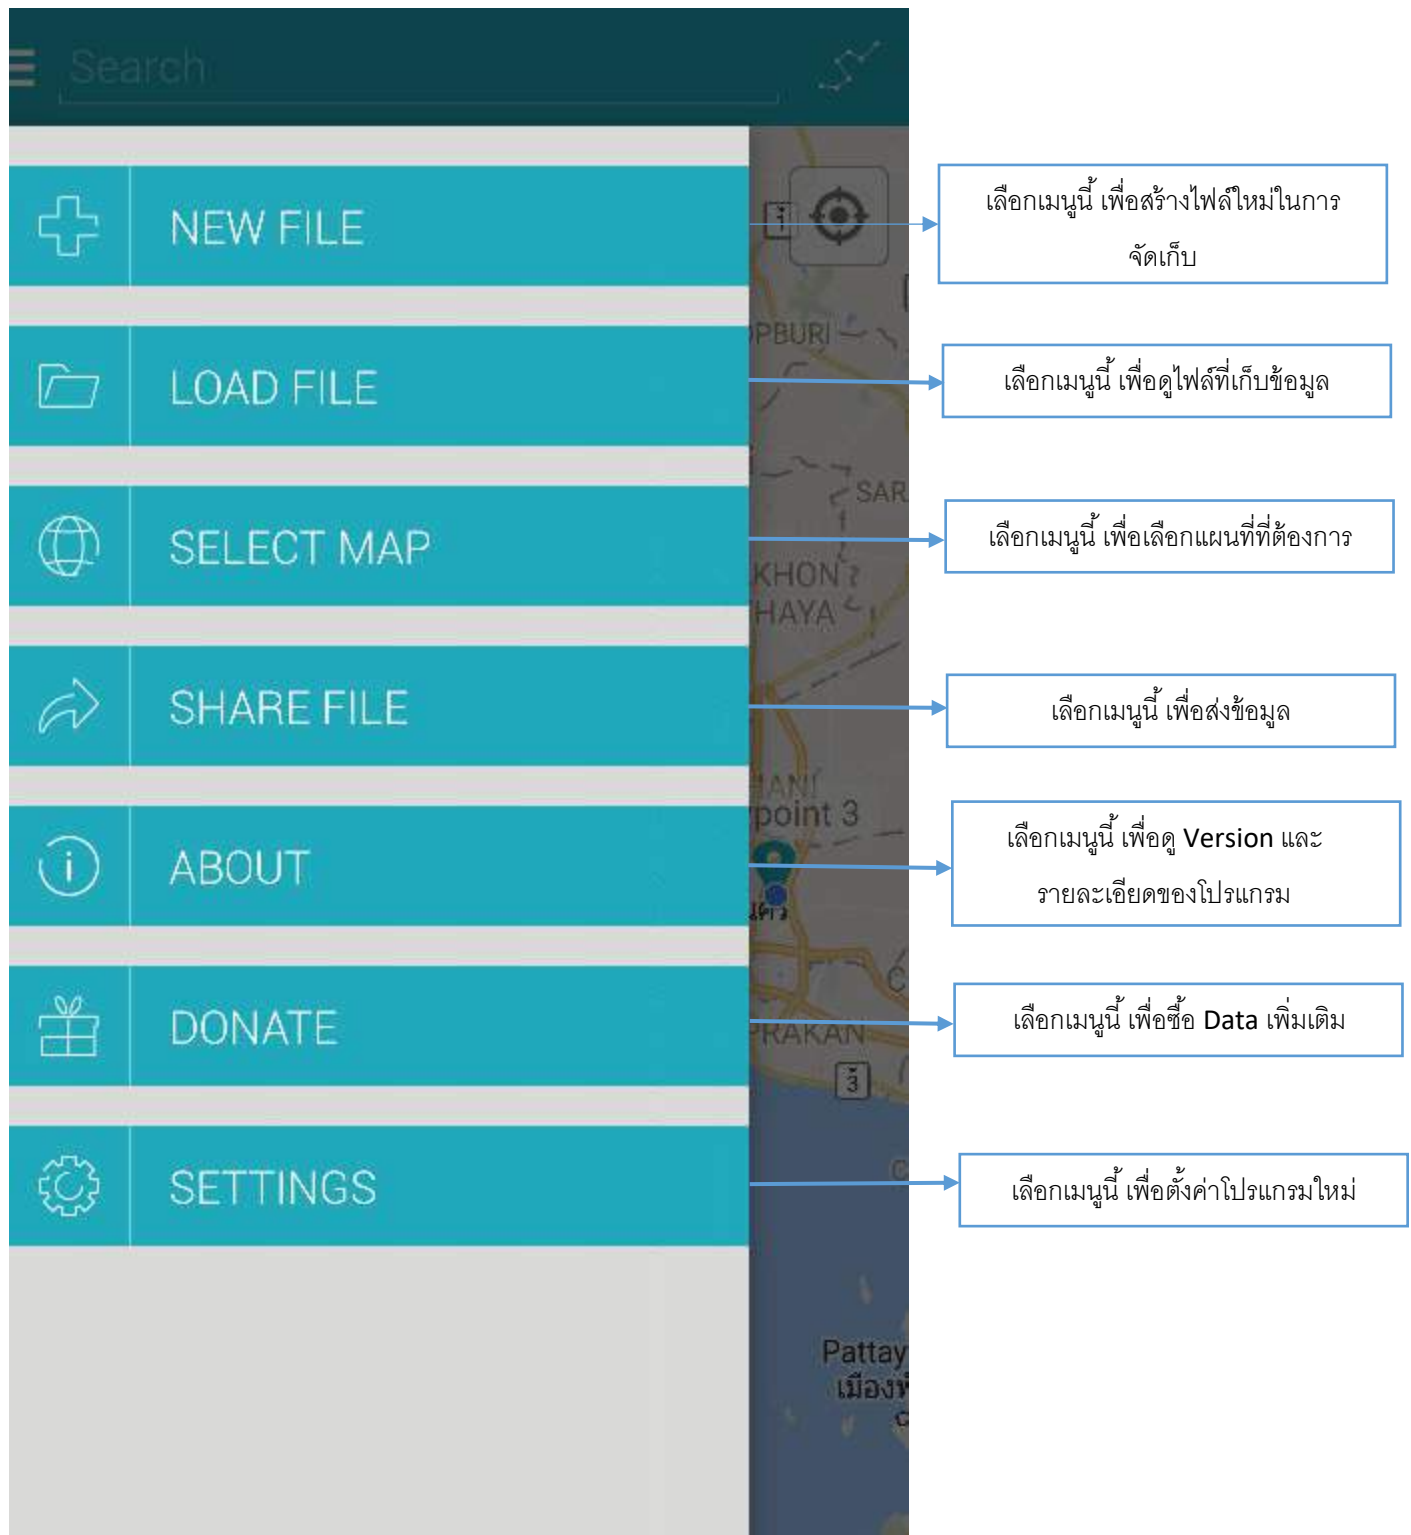 Search
NEW FILE
เลือกเมนูนี้ เพื่อสร้างไฟล์ใหม่ในการ
จัดเก็บ
LOAD FILE
เลือกเมนูนี้ เพื่อดูไฟล์ที่เก็บข้อมูล
SELECT MAP
เลือกเมนูนี้ เพื่อเลือกแผนที่ที่ต้องการ
SHARE FILE
เลือกเมนูนี้ เพื่อส่งข้อมูล
ABOUT
เลือกเมนูนี้ เพื่อดู Version และ
รายละเอียดของโปรแกรม
DONATE
เลือกเมนูนี้ เพื่อซื้อ Data เพิ่มเติม
SETTINGS
เลือกเมนูนี้ เพื่อตั้งค่าโปรแกรมใหม่
1
OPBURI
SAR
KHON
THAYA
HANI
point 3
PRAKAN
3
Pattay
เมืองพั